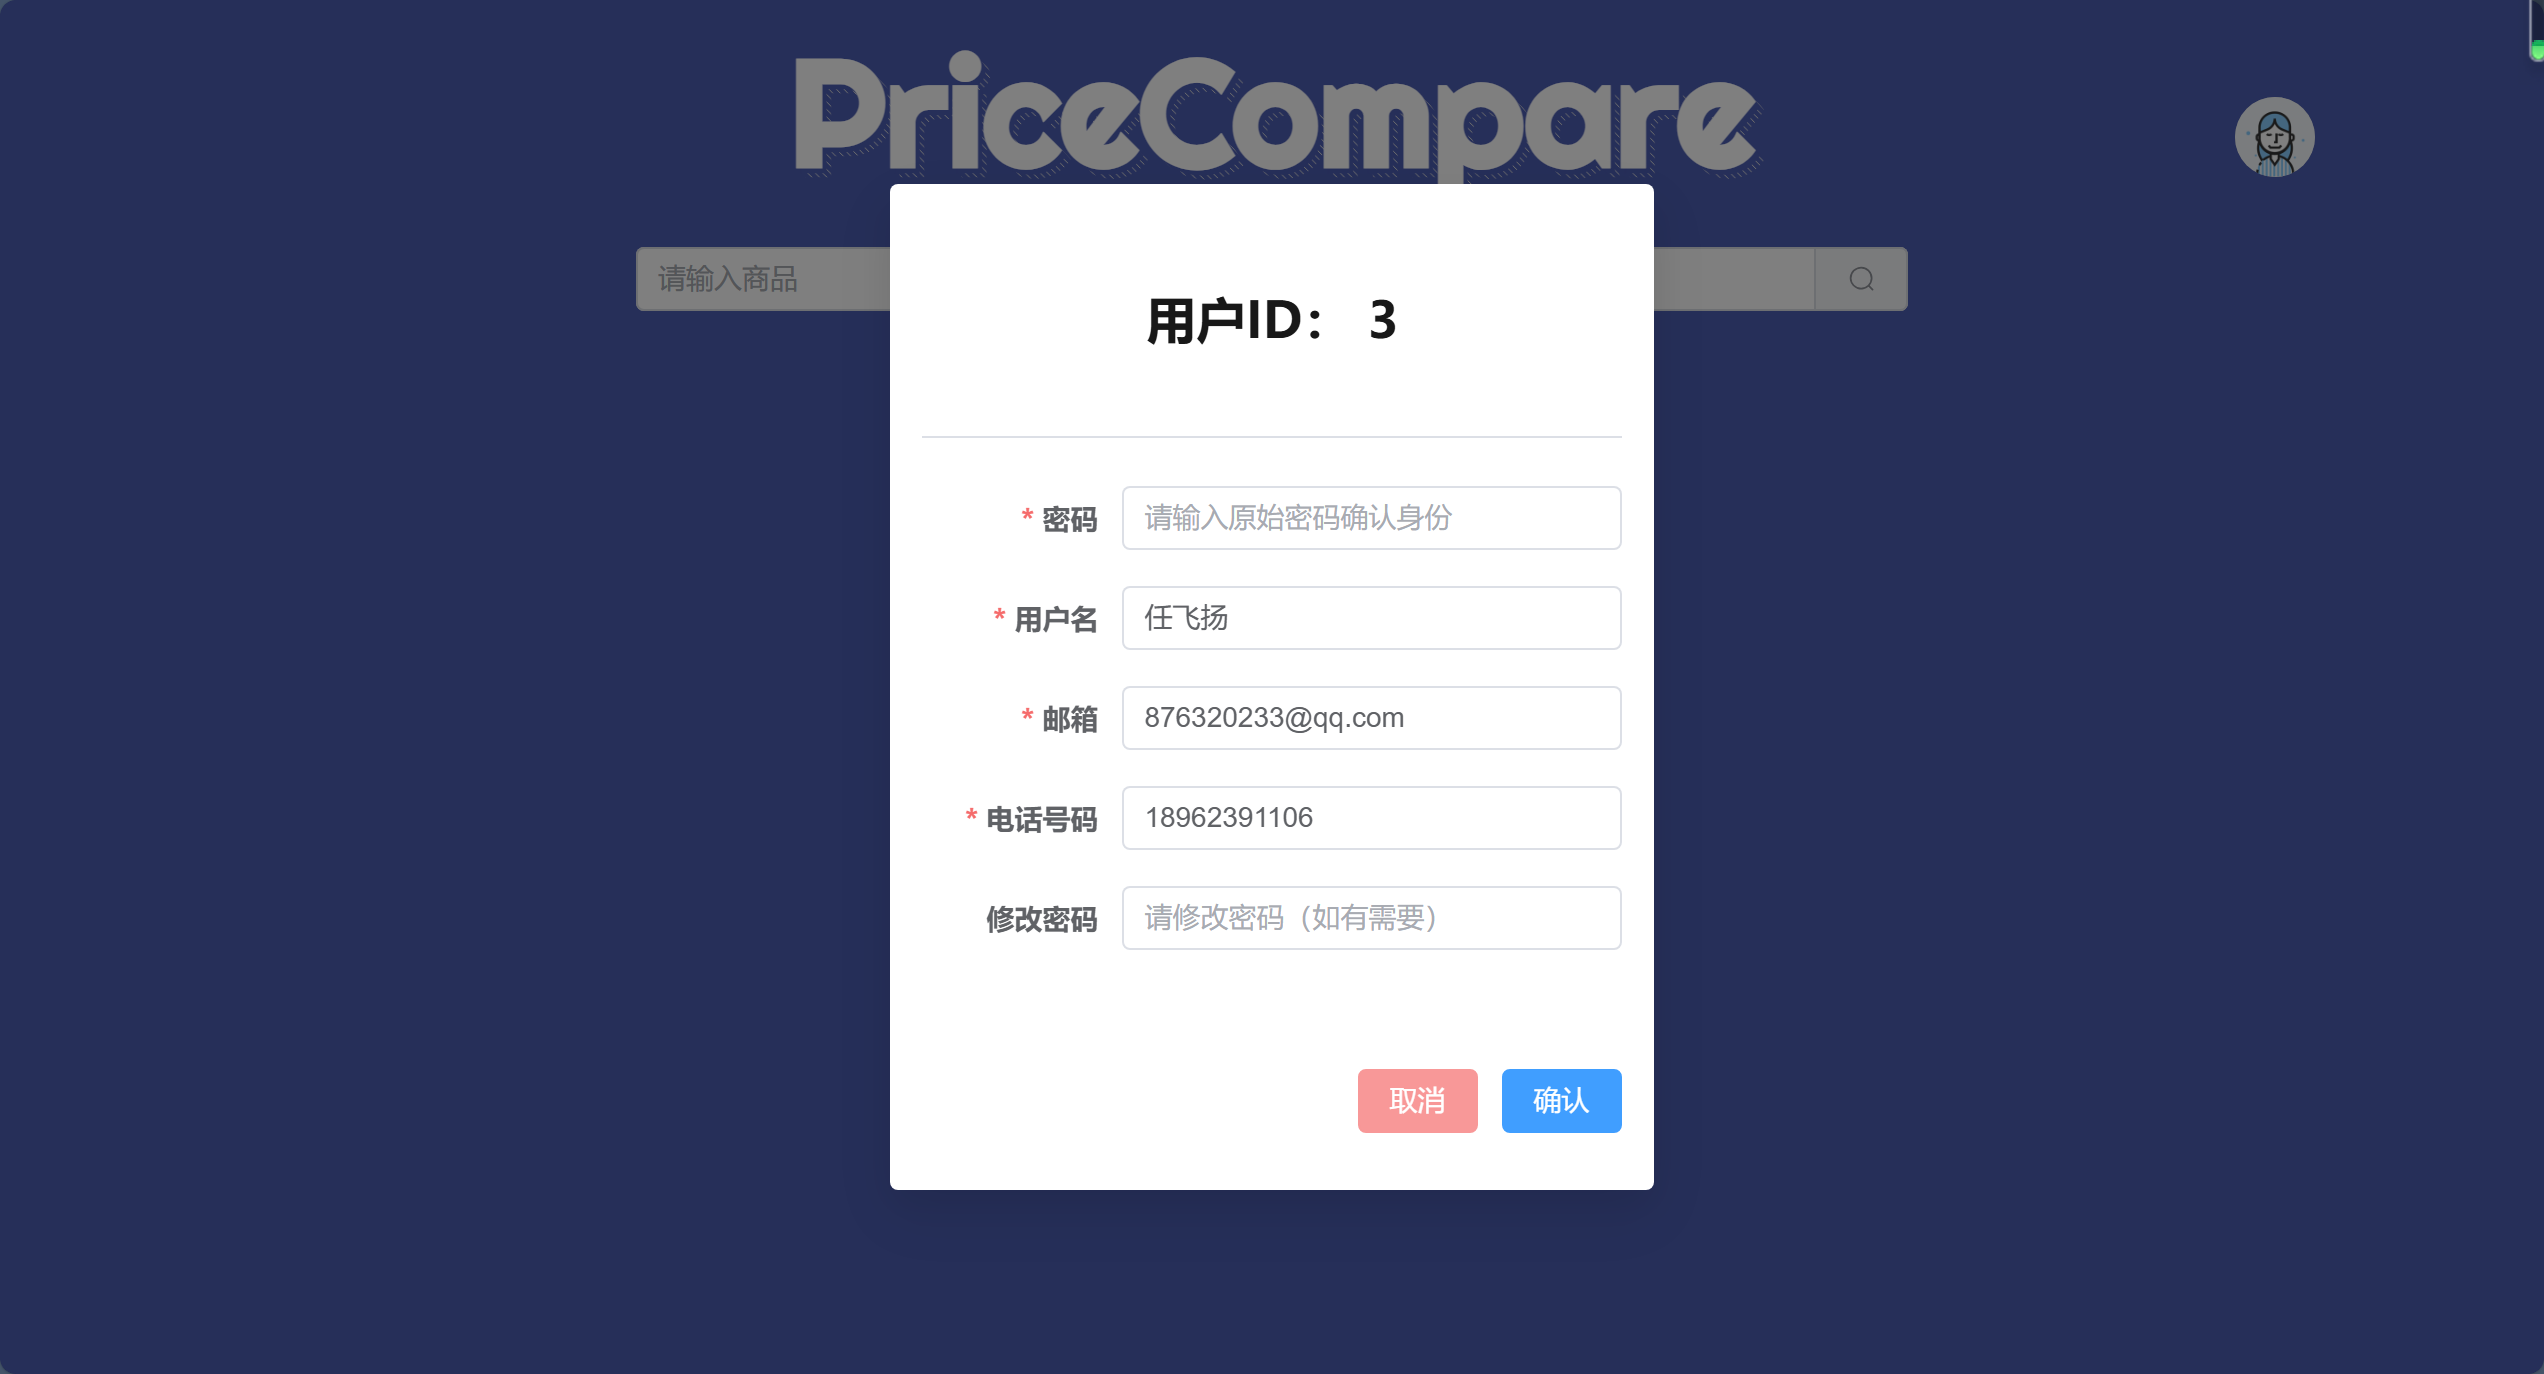 PriceCompare
请输入商品
用户ID： 3
* 密码 请输入原始密码确认身份
* 用户名 任飞扬
* 邮箱 876320233@qq.com
* 电话号码 18962391106
修改密码 请修改密码（如有需要）
取消 确认